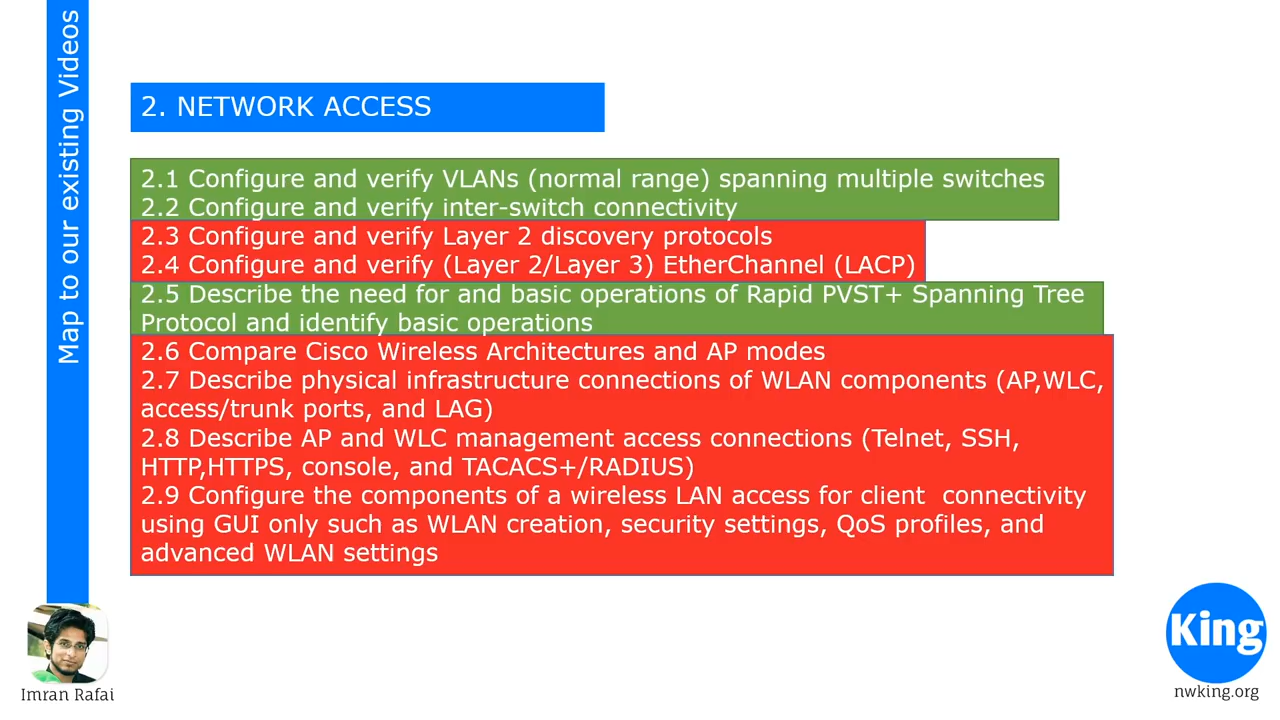 Map to our existing Videos
2. NETWORK ACCESS
2.1 Configure and verify VLANs (normal range) spanning multiple switches
2.2 Configure and verify inter-switch connectivity
2.3 Configure and verify Layer 2 discovery protocols
2.4 Configure and verify (Layer 2/Layer 3) EtherChannel (LACP)
2.5 Describe the need for and basic operations of Rapid PVST+ Spanning Tree
Protocol and identify basic operations
2.6 Compare Cisco Wireless Architectures and AP modes
2.7 Describe physical infrastructure connections of WLAN components (AP,WLC,
access/trunk ports, and LAG)
2.8 Describe AP and WLC management access connections (Telnet, SSH,
HTTP,HTTPS, console, and TACACS+/RADIUS)
2.9 Configure the components of a wireless LAN access for client  connectivity
using GUI only such as WLAN creation, security settings, QoS profiles, and
advanced WLAN settings
Imran Rafai
King
nwking.org